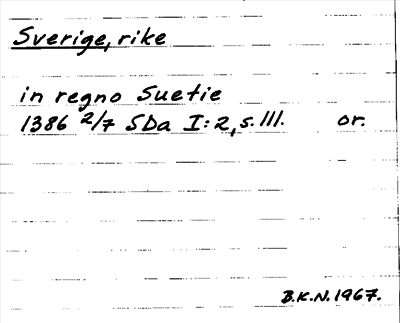 Sverige, rike
in regno Suetie
1386 2/7 SDa I:2, s. 111. or.
B.K.N. 1967.